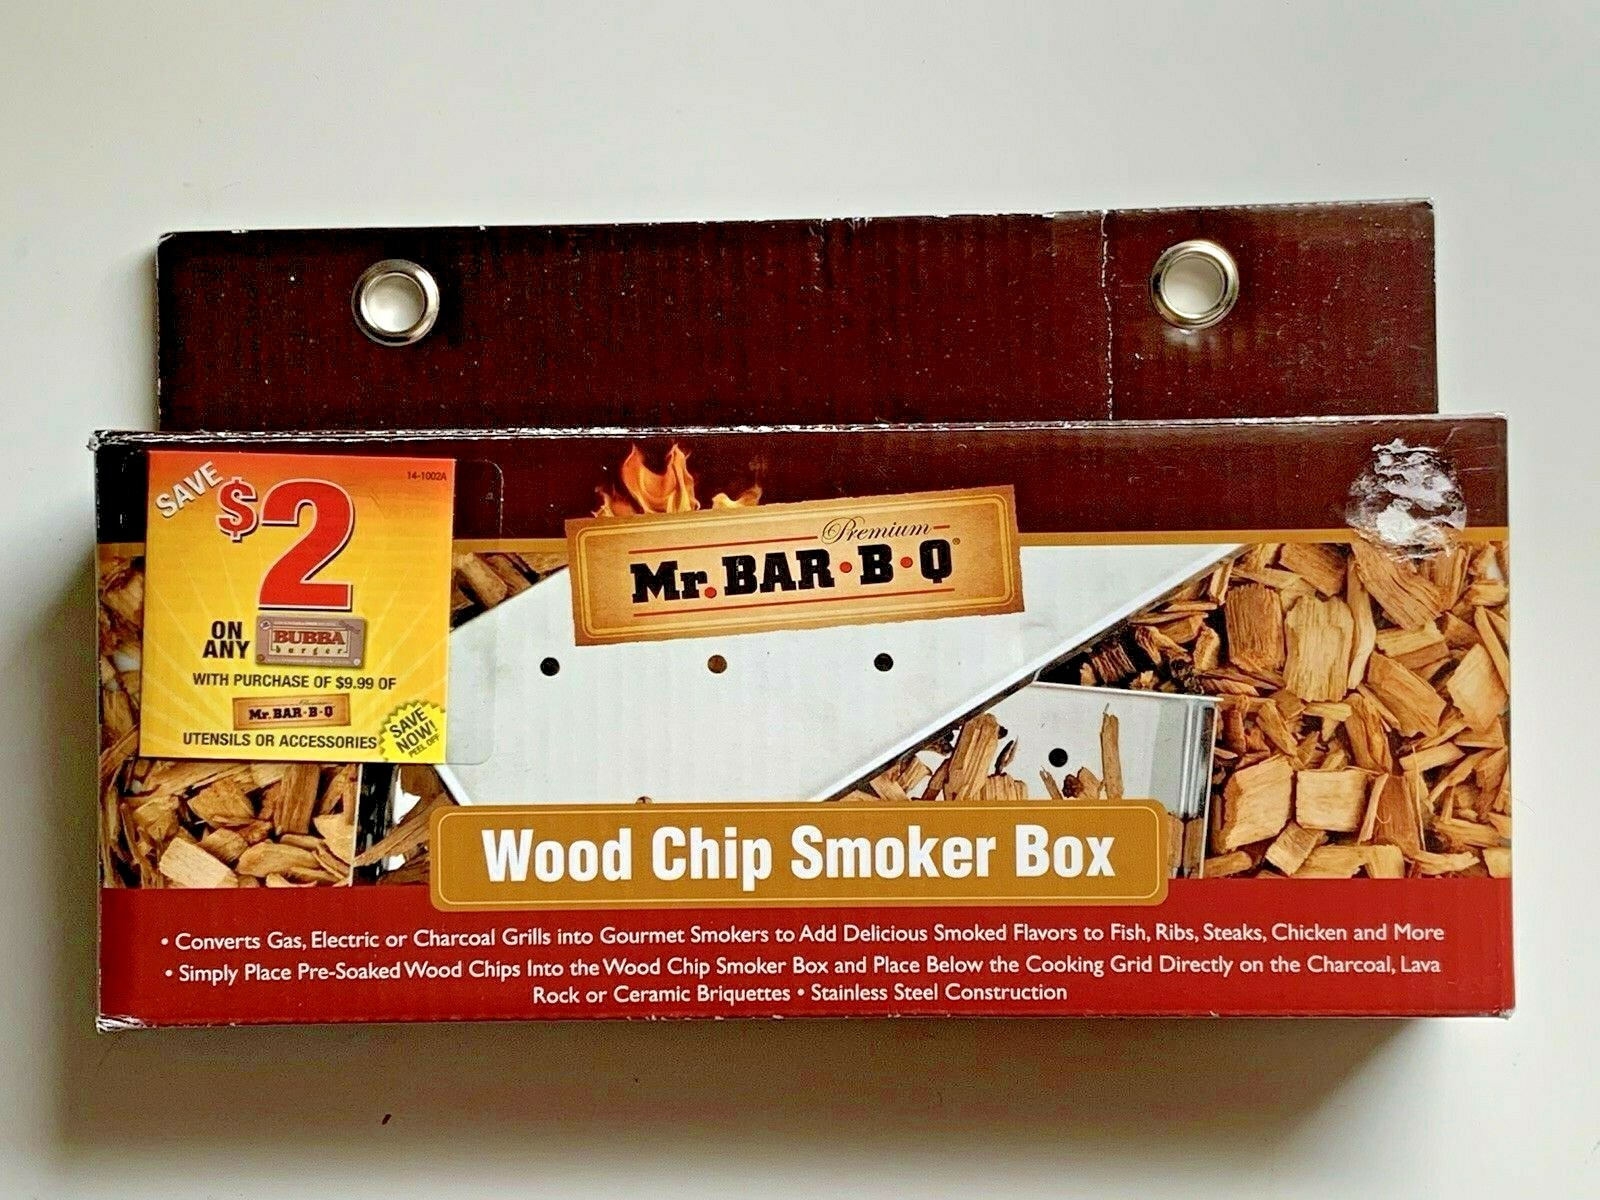 SAVE
14-1002A
$2
ON
ANY
BUBBA
burger
WITH PURCHASE OF $9.99 OF
Premium
Mr. BAR·B·Q
UTENSILS OR ACCESSORIES
SAVE
NOW!
PEEL OFF
Premium
Mr. BAR·B·Q®
Wood Chip Smoker Box
• Converts Gas, Electric or Charcoal Grills into Gourmet Smokers to Add Delicious Smoked Flavors to Fish, Ribs, Steaks, Chicken and More
• Simply Place Pre-Soaked Wood Chips Into the Wood Chip Smoker Box and Place Below the Cooking Grid Directly on the Charcoal, Lava
Rock or Ceramic Briquettes • Stainless Steel Construction